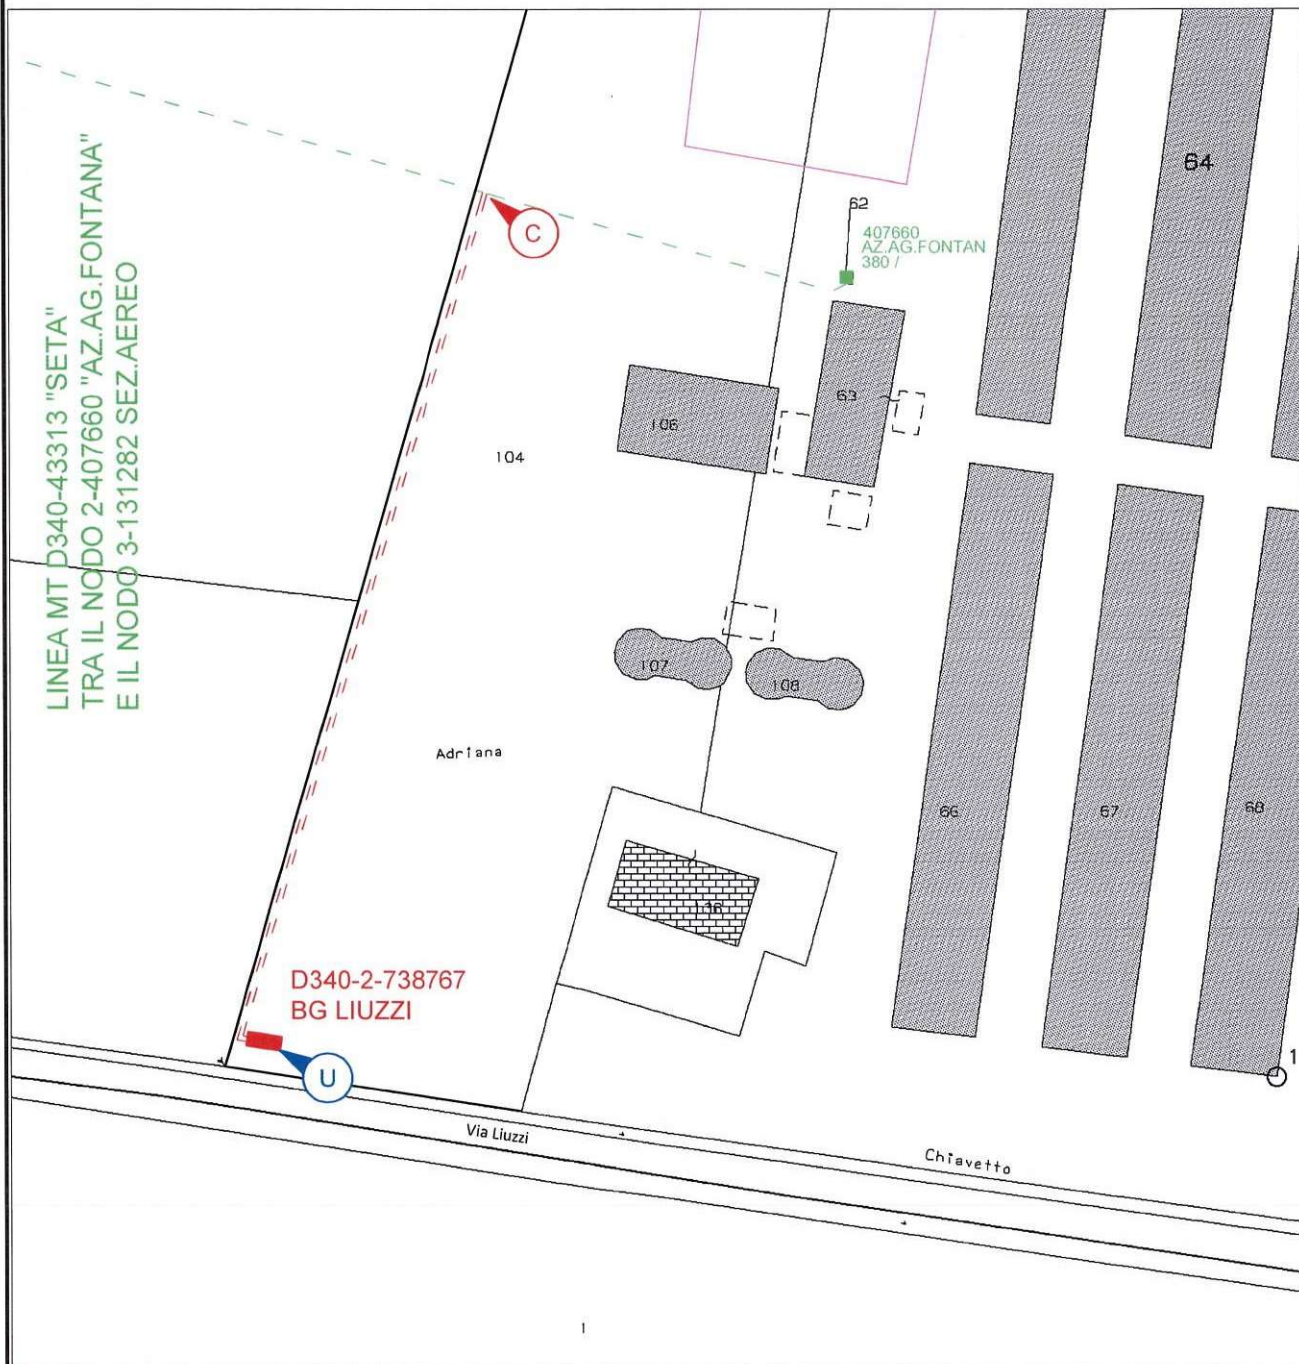 LINEA MT D340-43313 "SETA"
TRA IL NODO 2-407660 "AZ.AG.FONTANA"
E IL NODO 3-131282 SEZ.AEREO
64
62
C
407660
AZ.AG.FONTAN
380 /
63
106
104
107
108
Adriana
66
67
68
136
D340-2-738767
BG LIUZZI
U
1
Via Liuzzi
Chiavetto
1